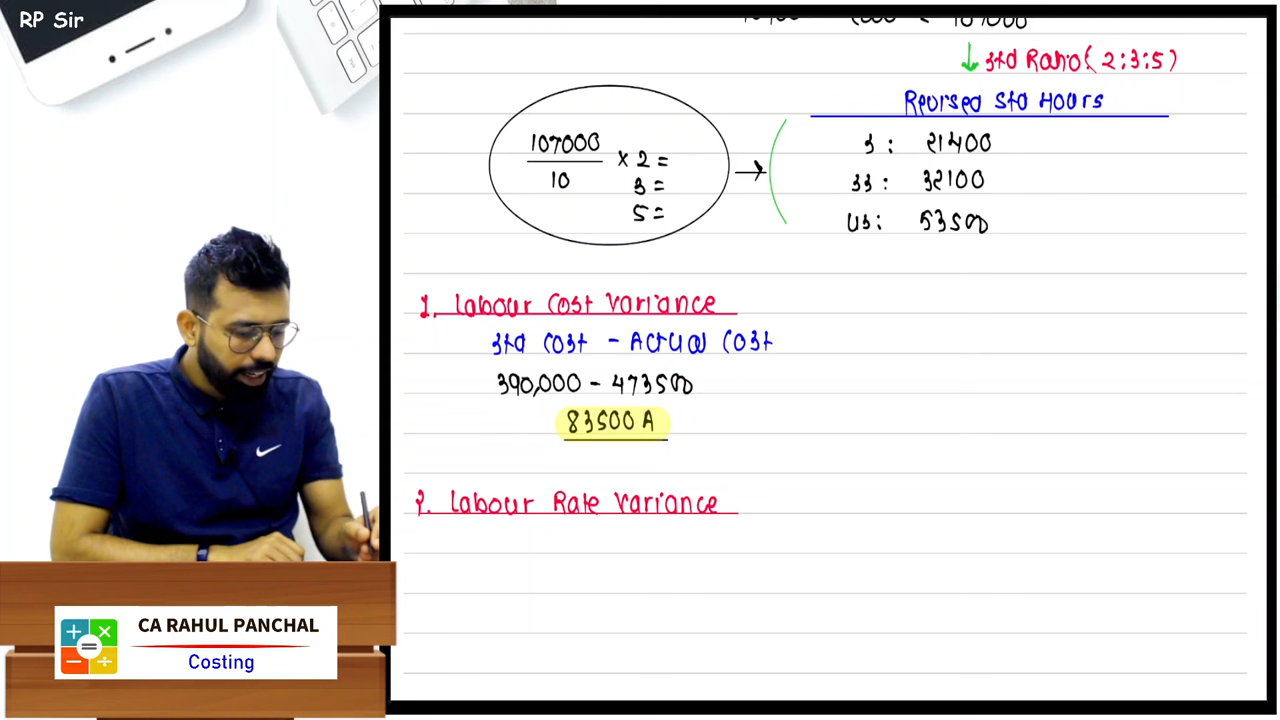 RP Sir
107000
Std Ratio (2:3:5)
Revised Std Hours
107000
10
× 2 =
3 =
5 =
S : 21400
SS : 32100
US : 53500
1. Labour Cost Variance
Std Cost - Actual Cost
390,000 - 473500
83500 A
2. Labour Rate Variance
CA RAHUL PANCHAL
Costing